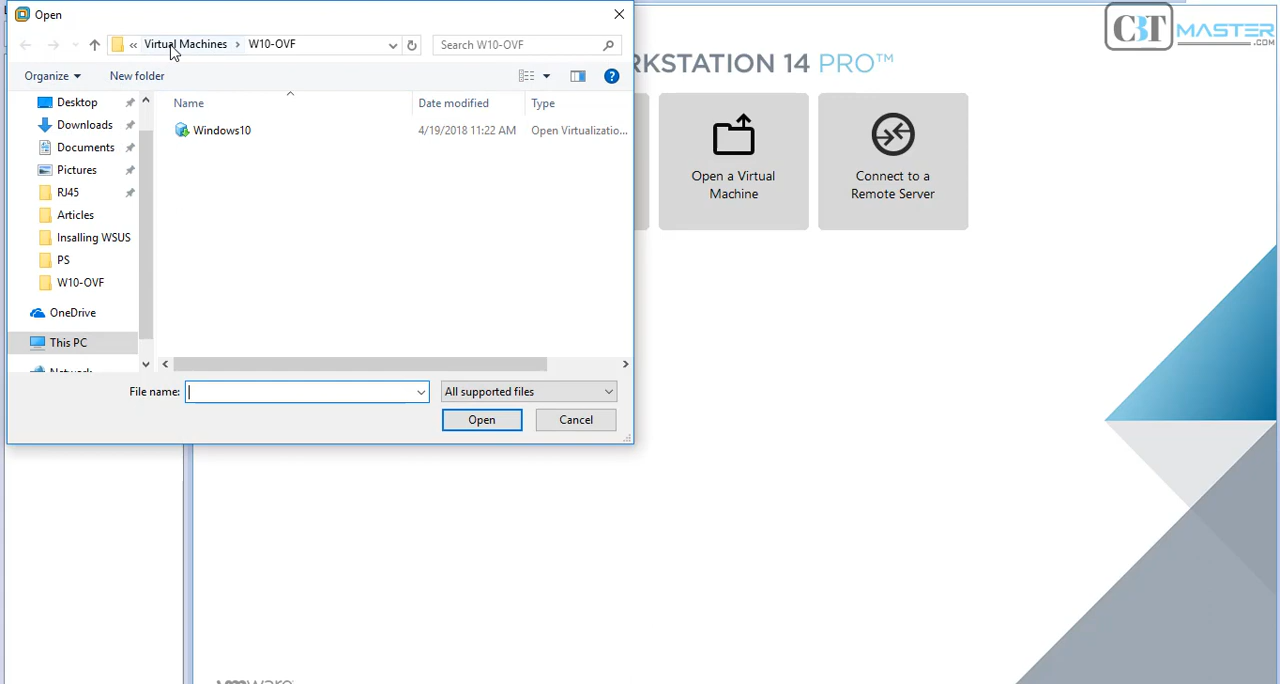 Open
« Virtual Machines › W10-OVF
Search W10-OVF
Organize
New folder
Desktop
Downloads
Documents
Pictures
RJ45
Articles
Insalling WSUS
PS
W10-OVF
OneDrive
This PC
Network
Name
Date modified
Type
Windows10
4/19/2018 11:22 AM
Open Virtualizatio...
File name:
All supported files
Open
Cancel
RKSTATION 14 PRO™
Open a Virtual
Machine
Connect to a
Remote Server
CBT
MASTER
.COM
vmware